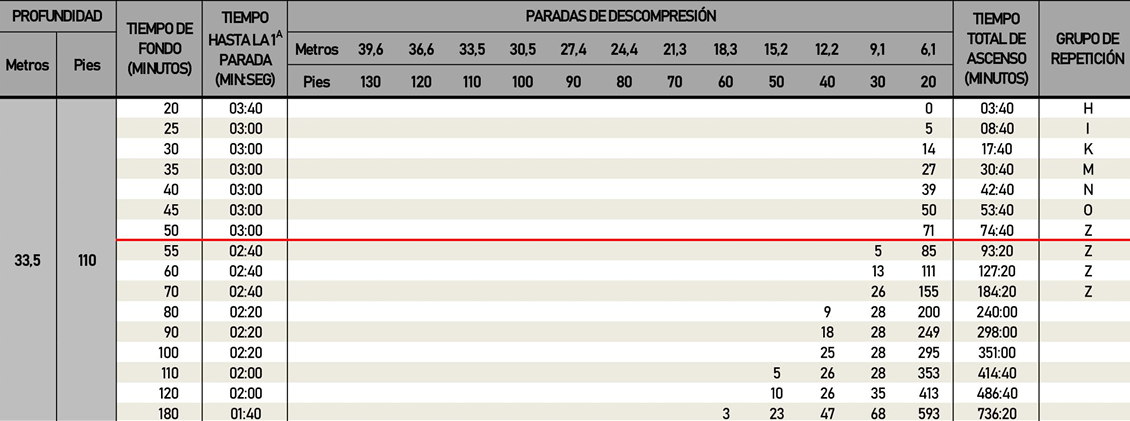 PROFUNDIDAD TIEMPO DE FONDO (MINUTOS) TIEMPO HASTA LA 1A PARADA (MIN:SEG) PARADAS DE DESCOMPRESIÓN TIEMPO TOTAL DE ASCENSO (MINUTOS) GRUPO DE REPETICIÓN
Metros Pies Metros 39,6 36,6 33,5 30,5 27,4 24,4 21,3 18,3 15,2 12,2 9,1 6,1
Pies 130 120 110 100 90 80 70 60 50 40 30 20
33,5 110
20 03:40 0 03:40 H
25 03:00 5 08:40 I
30 03:00 14 17:40 K
35 03:00 27 30:40 M
40 03:00 39 42:40 N
45 03:00 50 53:40 O
50 03:00 71 74:40 Z
55 02:40 5 85 93:20 Z
60 02:40 13 111 127:20 Z
70 02:40 26 155 184:20 Z
80 02:20 9 28 200 240:00
90 02:20 18 28 249 298:00
100 02:20 25 28 295 351:00
110 02:00 5 26 28 353 414:40
120 02:00 10 26 35 413 486:40
180 01:40 3 23 47 68 593 736:20